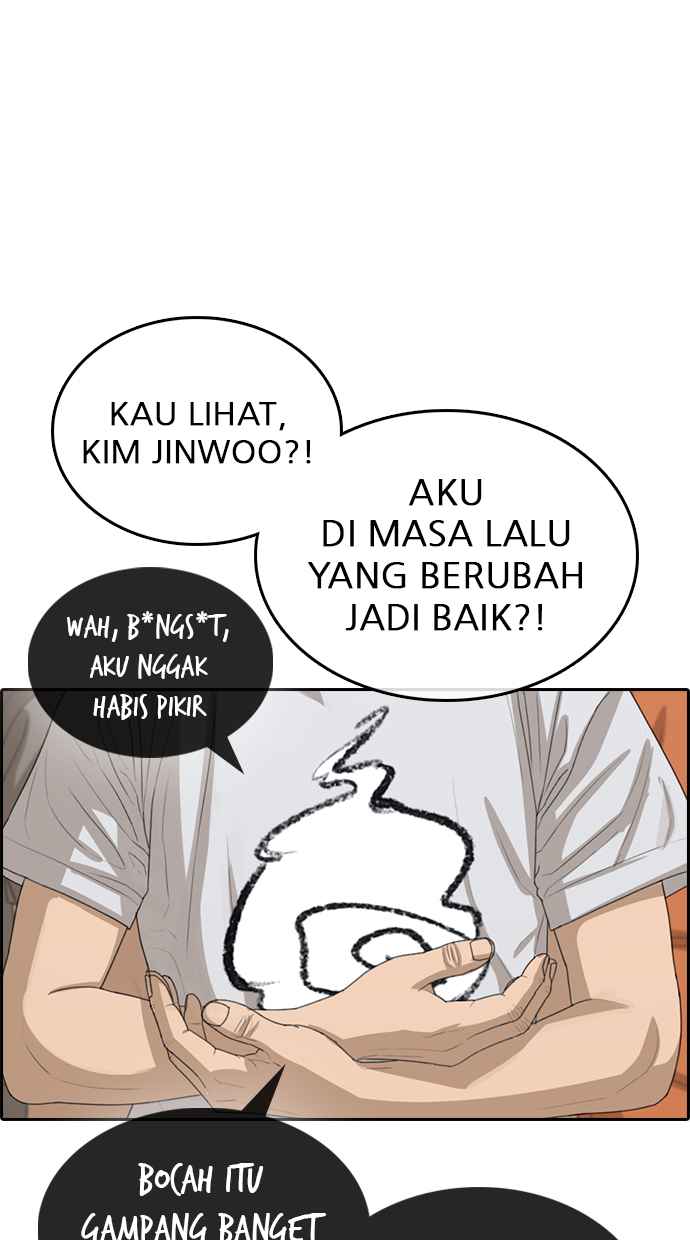 KAU LIHAT,
KIM JINWOO?!
AKU
DI MASA LALU
YANG BERUBAH
JADI BAIK?!
WAH, B*NGS*T,
AKU NGGAK
HABIS PIKIR
BOCAH ITU
GAMPANG BANGET